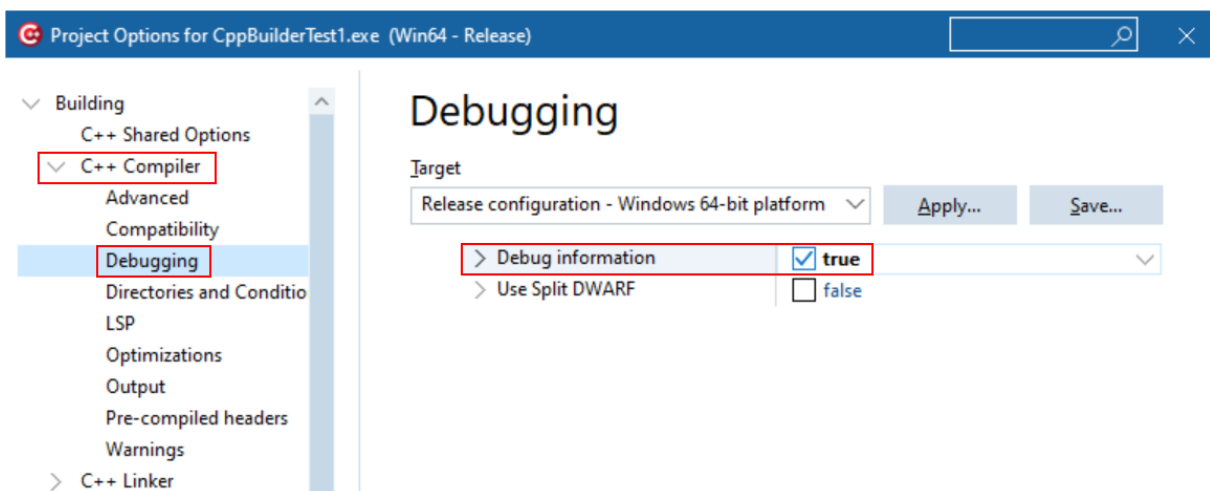 Project Options for CppBuilderTest1.exe (Win64 - Release)
Building
C++ Shared Options
C++ Compiler
Advanced
Compatibility
Debugging
Directories and Conditio
LSP
Optimizations
Output
Pre-compiled headers
Warnings
C++ Linker
Debugging
Target
Release configuration - Windows 64-bit platform
Apply...
Save...
Debug information true
Use Split DWARF false